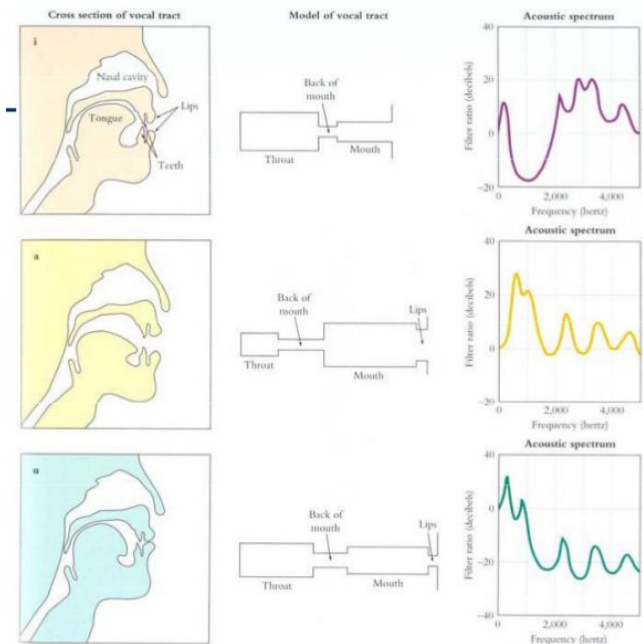 Cross section of vocal tract
Model of vocal tract
Acoustic spectrum
i
Nasal cavity
Lips
Tongue
Teeth
Back of
mouth
Throat
Mouth
40
20
0
-20
Filter ratio (decibels)
0
2,000
4,000
Frequency (hertz)
a
Back of
mouth
Lips
Throat
Mouth
Acoustic spectrum
40
20
0
-20
Filter ratio (decibels)
0
2,000
4,000
Frequency (hertz)
u
Back of
mouth
Lips
Throat
Mouth
Acoustic spectrum
40
20
0
-20
-40
Filter ratio (decibels)
0
2,000
4,000
Frequency (hertz)